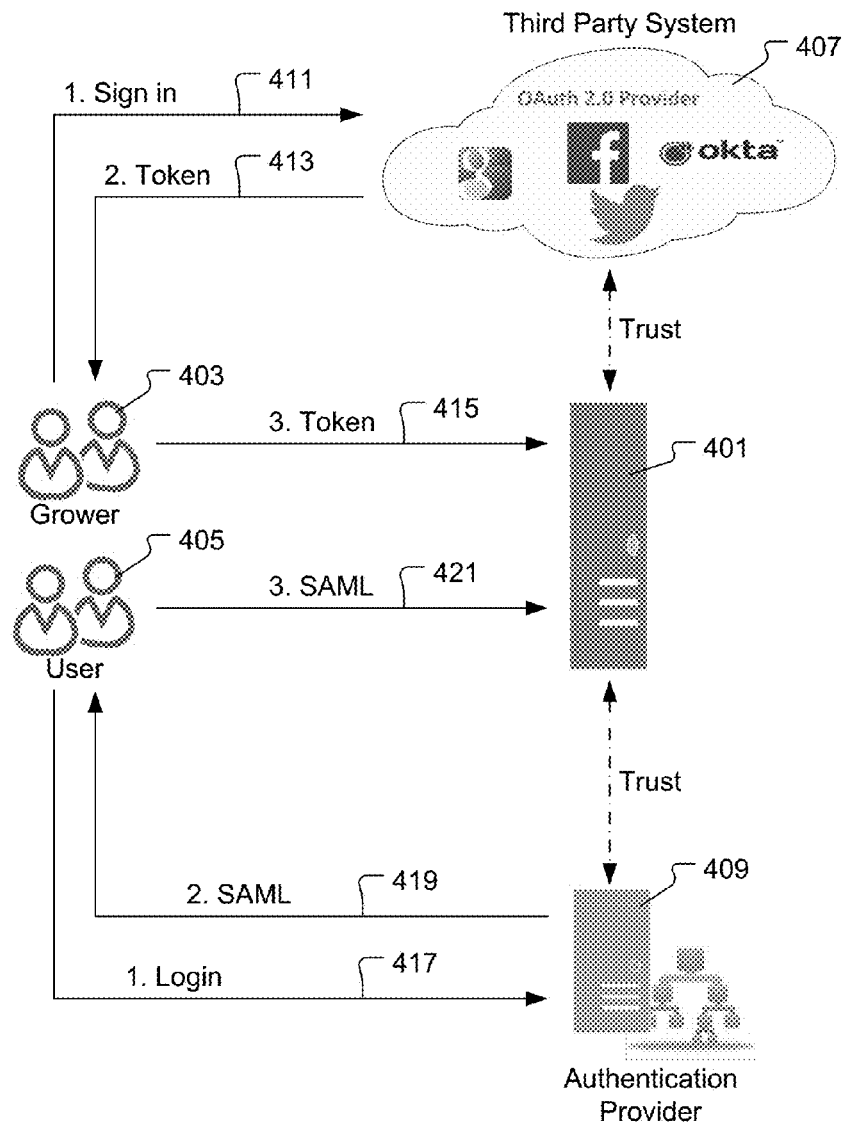 Third Party System
407
411
1. Sign in
OAuth 2.0 Provider
f
okta
413
2. Token
Trust
403
415
3. Token
401
Grower
405
421
3. SAML
User
Trust
409
419
2. SAML
417
1. Login
Authentication
Provider